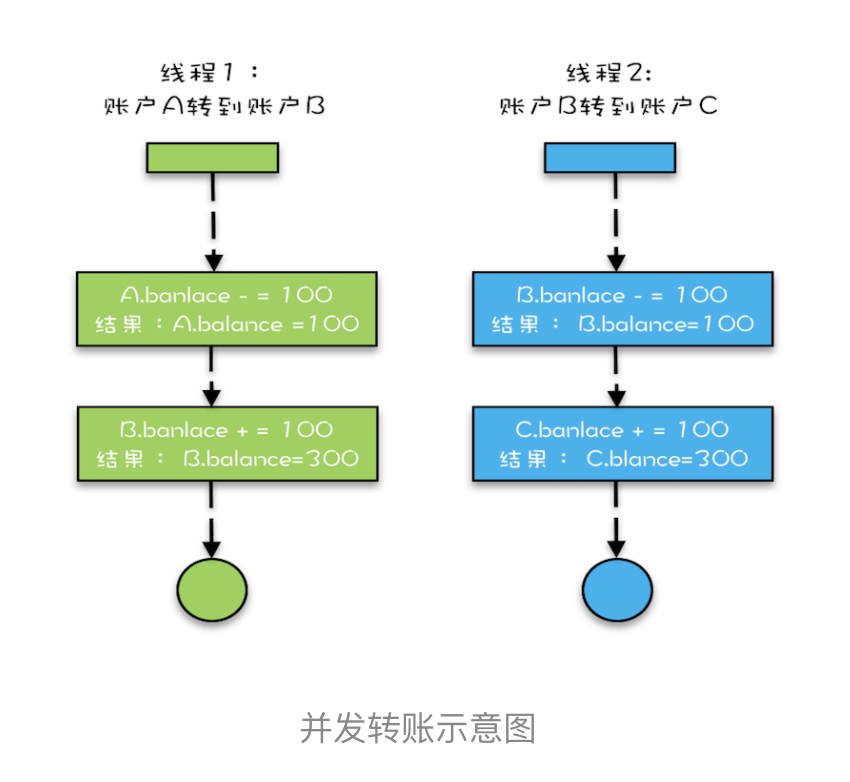 线程1：
账户A转到账户B
线程2:
账户B转到账户C
A.banlace - = 100
结果：A.balance =100
B.banlace - = 100
结果： B.balance=100
B.banlace + = 100
结果： B.balance=300
C.banlace + = 100
结果： C.blance=300
并发转账示意图